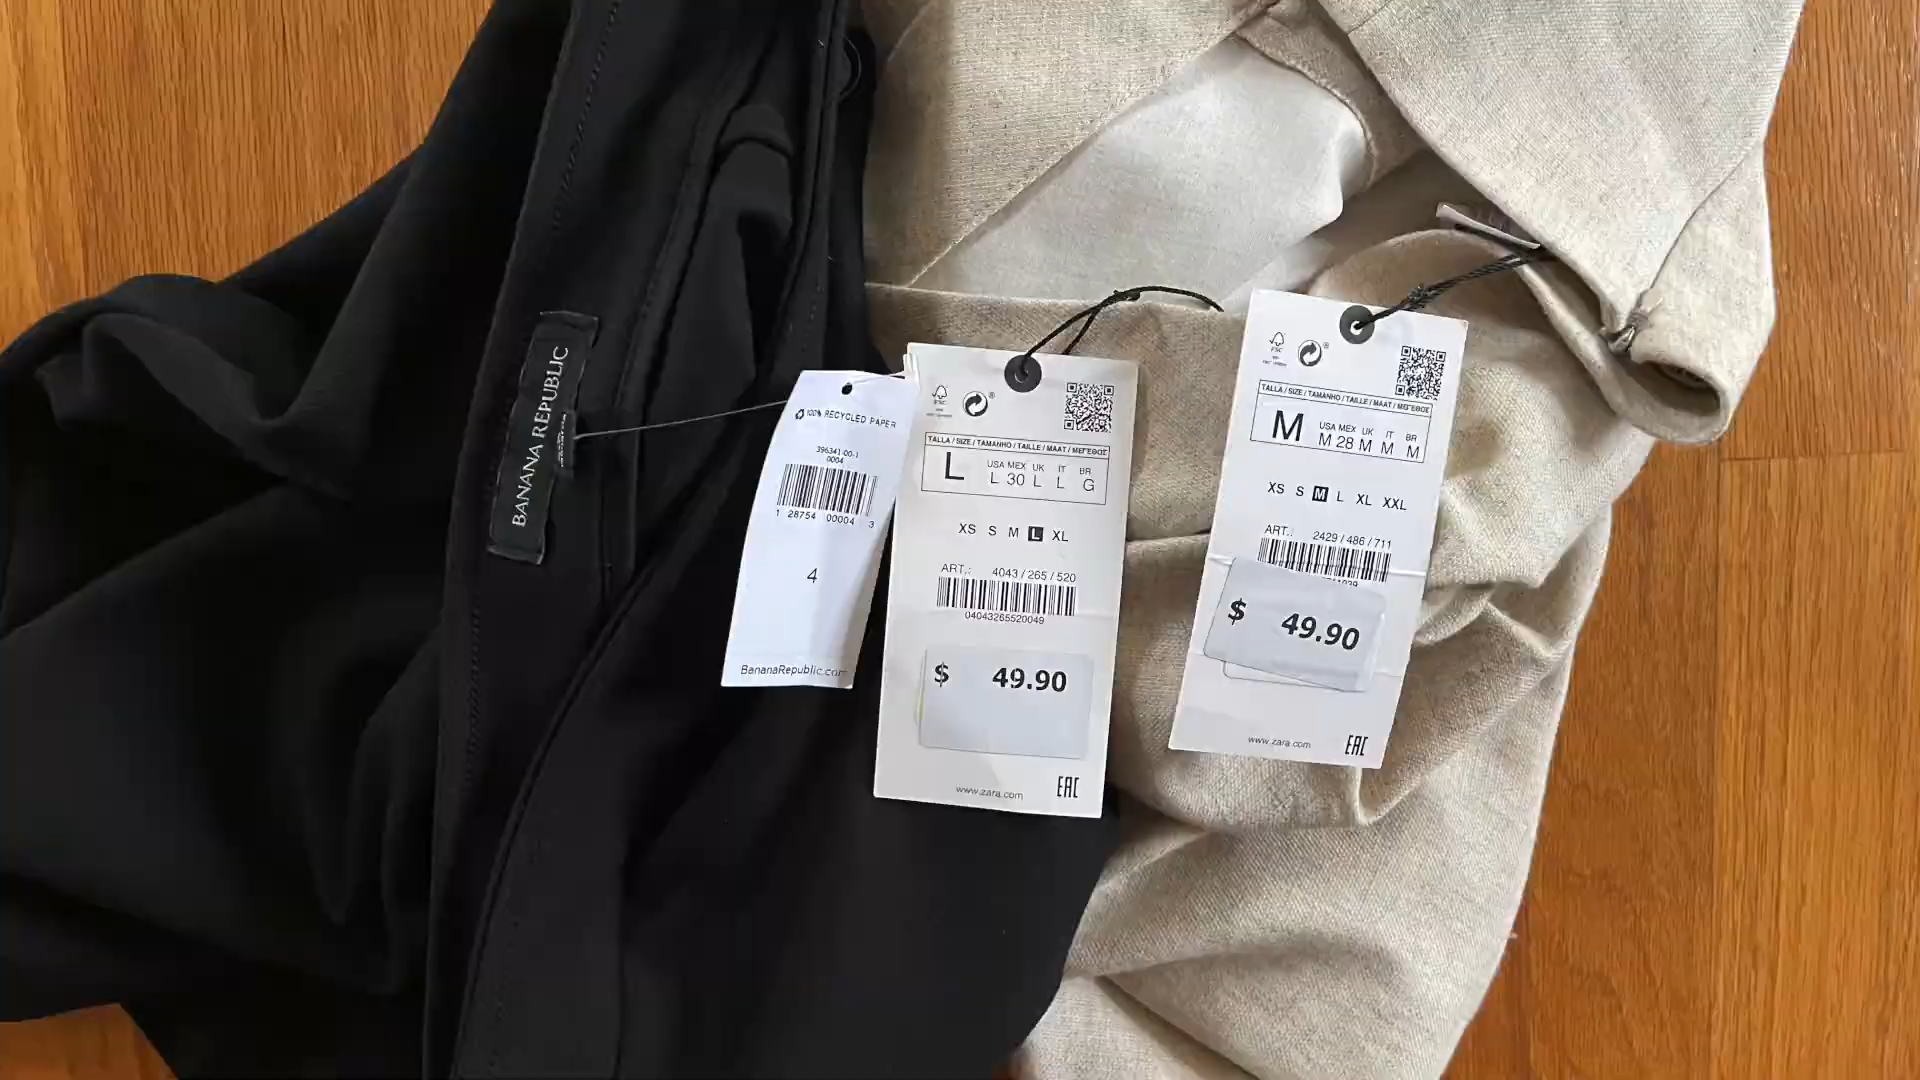 BANANA REPUBLIC
100% RECYCLED PAPER
396341-00-1
0004
1 28754 00004 3
4
BananaRepublic.com
FSC
TALLA / SIZE / TAMANHO / TAILLE / MAAT / ΜΕΓΕΘΟΣ
L
USA MEX UK IT BR
L 30 L L G
XS S M L XL
ART.: 4043 / 265 / 520
04043265520049
$ 49.90
www.zara.com
EAC
FSC
TALLA / SIZE / TAMANHO / TAILLE / MAAT / ΜΕΓΕΘΟΣ
M
USA MEX UK IT BR
M 28 M M M
XS S M L XL XXL
ART.: 2429 / 486 / 711
$ 49.90
www.zara.com
EAC